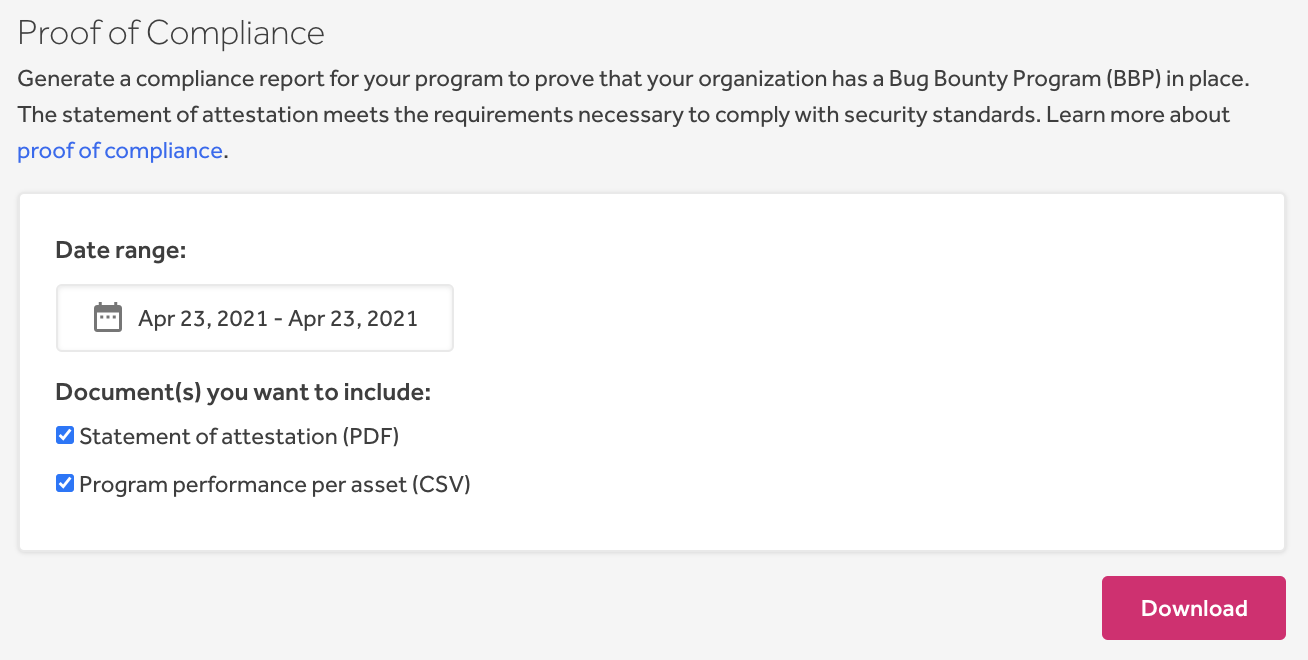 Proof of Compliance
Generate a compliance report for your program to prove that your organization has a Bug Bounty Program (BBP) in place.
The statement of attestation meets the requirements necessary to comply with security standards. Learn more about
proof of compliance.
Date range:
Apr 23, 2021 - Apr 23, 2021
Document(s) you want to include:
Statement of attestation (PDF)
Program performance per asset (CSV)
Download